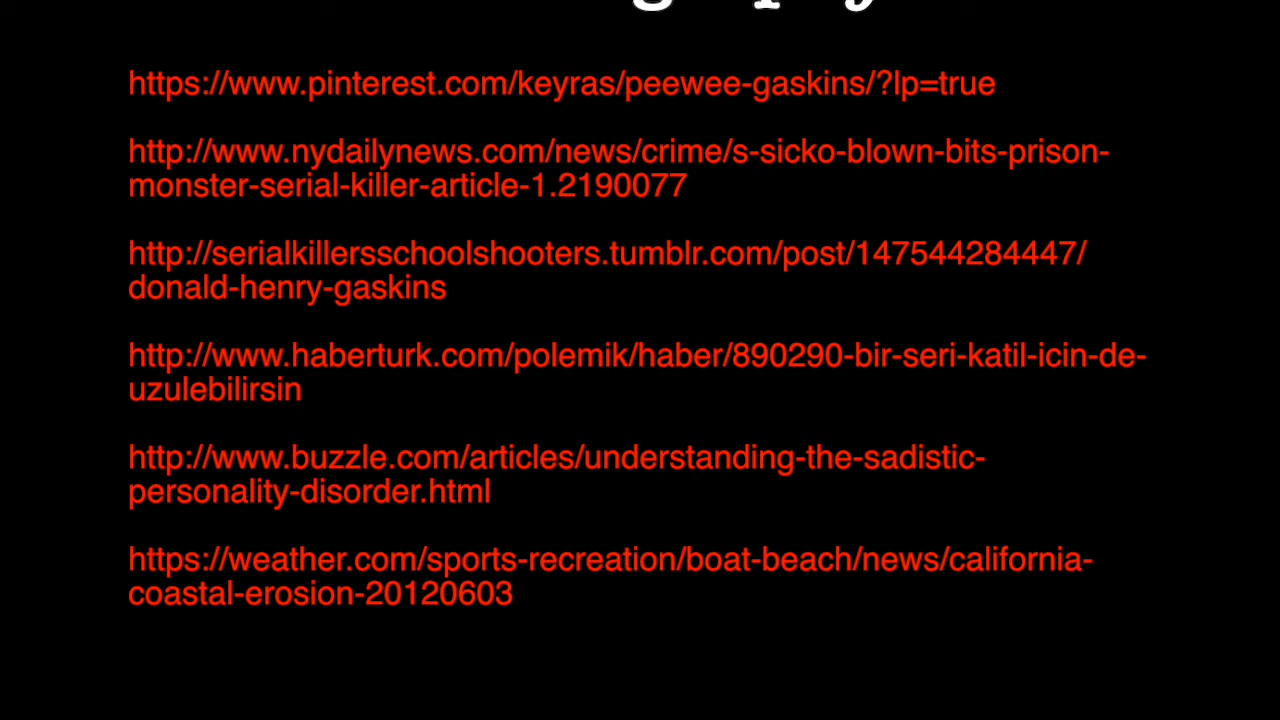 https://www.pinterest.com/keyras/peewee-gaskins/?lp=true
http://www.nydailynews.com/news/crime/s-sicko-blown-bits-prison-
monster-serial-killer-article-1.2190077
http://serialkillersschoolshooters.tumblr.com/post/147544284447/
donald-henry-gaskins
http://www.haberturk.com/polemik/haber/890290-bir-seri-katil-icin-de-
uzulebilirsin
http://www.buzzle.com/articles/understanding-the-sadistic-
personality-disorder.html
https://weather.com/sports-recreation/boat-beach/news/california-
coastal-erosion-20120603